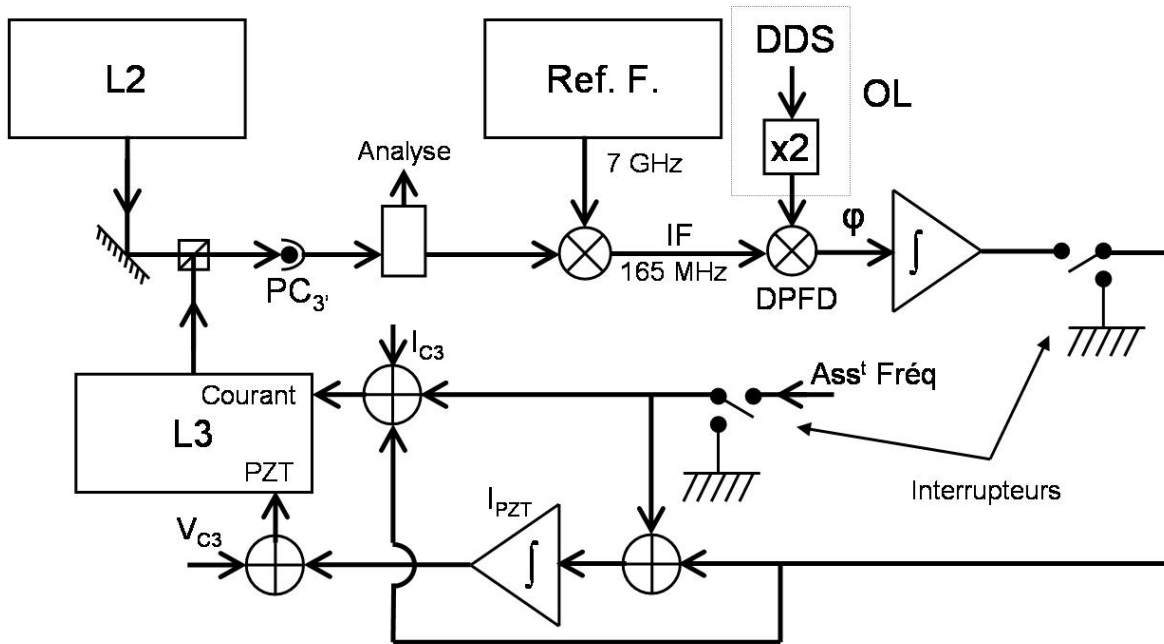 L2
Ref. F.
DDS
OL
x2
Analyse
7 GHz
IF
165 MHz
φ
∫
PC3'
DPFD
IC3
Courant
Asst Fréq
L3
PZT
Interrupteurs
IPZT
VC3
∫